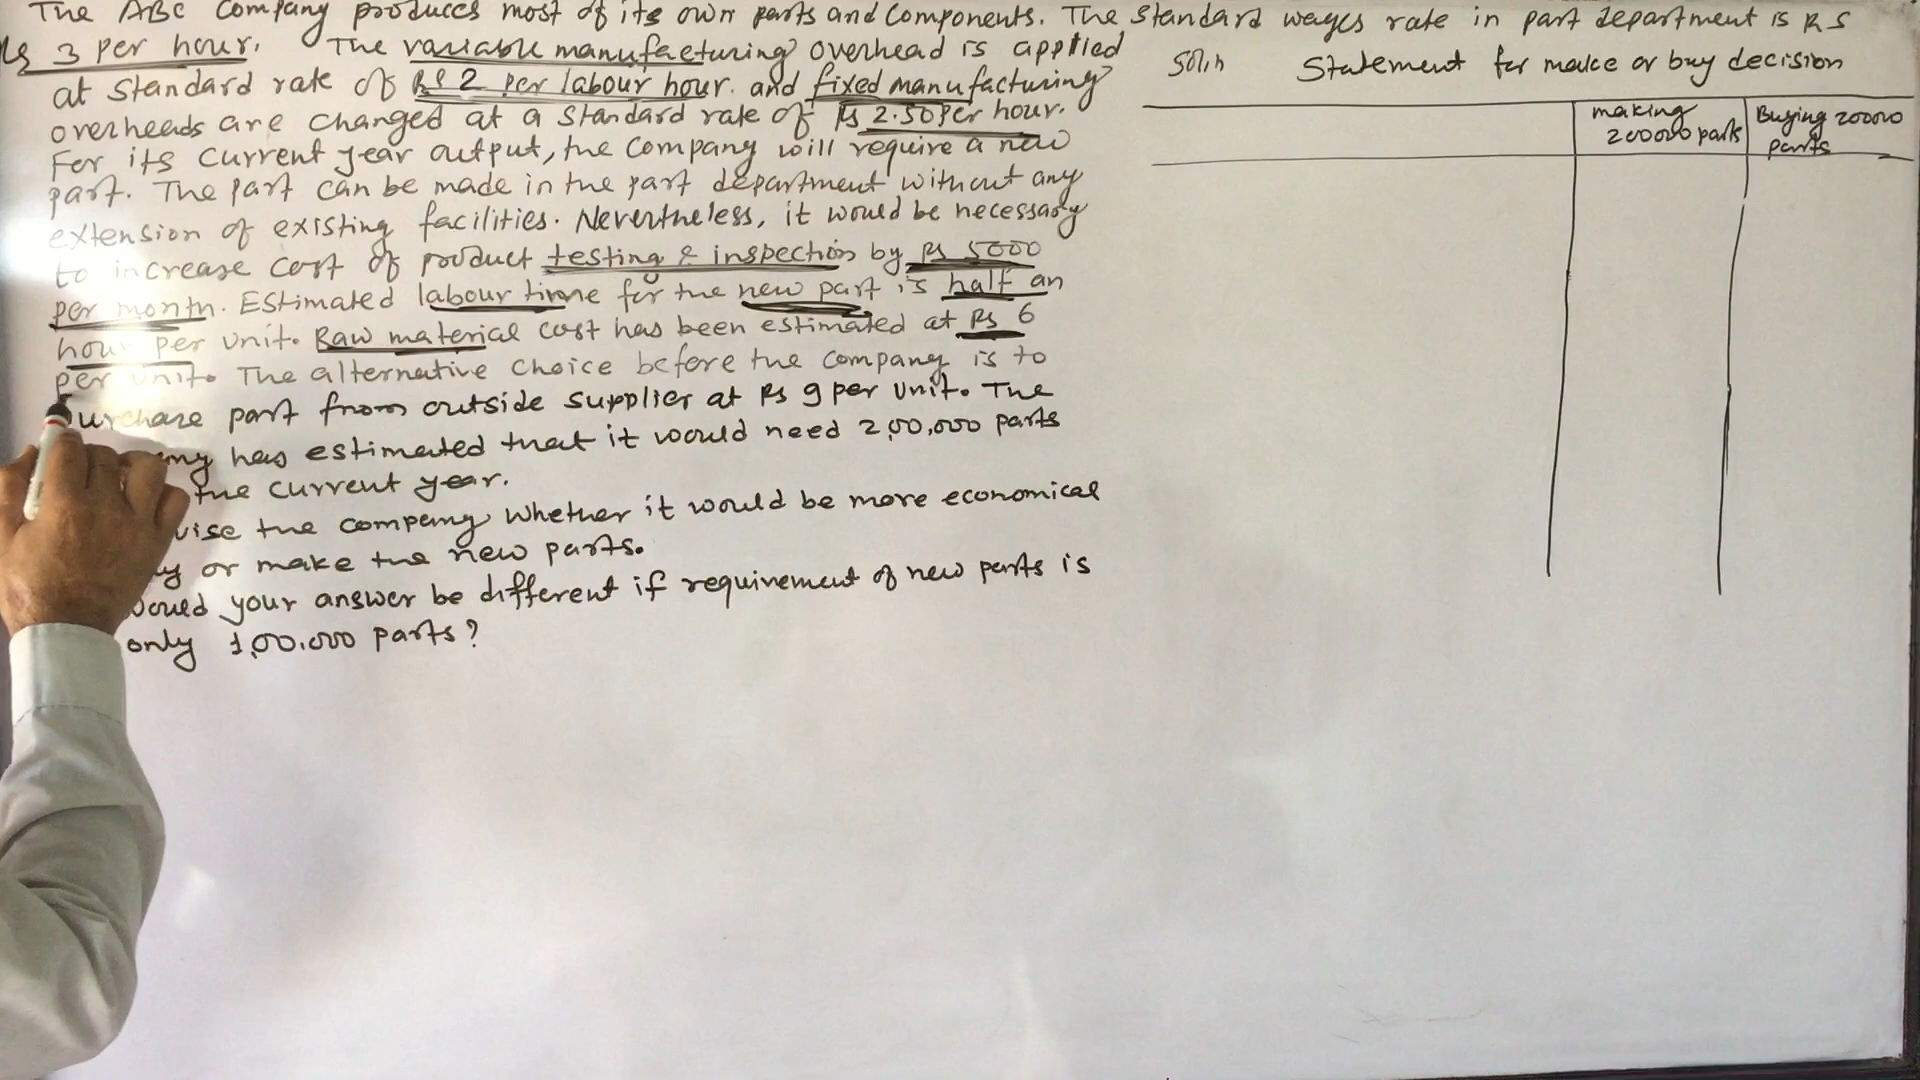 The ABC Company produces most of its own parts and Components. The Standard wages rate in part department is RS
Rs 3 per hour. The variable manufacturing overhead is applied
at standard rate of RS 2 per labour hour. and fixed manufacturing
overheads are changed at a standard rate of Rs 2.50 Per hour.
For its current year output, the Company will require a new
part. The part can be made in the part department without any
extension of existing facilities. Nevertheless, it would be necessary
to increase cost of product testing & inspection by Rs 5000
per month. Estimated labour time for the new part is half an
hour per unit. Raw material cost has been estimated at Rs 6
per unit. The alternative choice before the company is to
purchase part from outside supplier at Rs 9 per unit. The
has estimated that it would need 2,00,000 parts
the current year.
the company whether it would be more economical
or make the new parts.
would your answer be different if requirement of new parts is
only 1,00,000 parts?
Soln Statement for make or buy decision
making
200000 parts
Buying 200000
parts